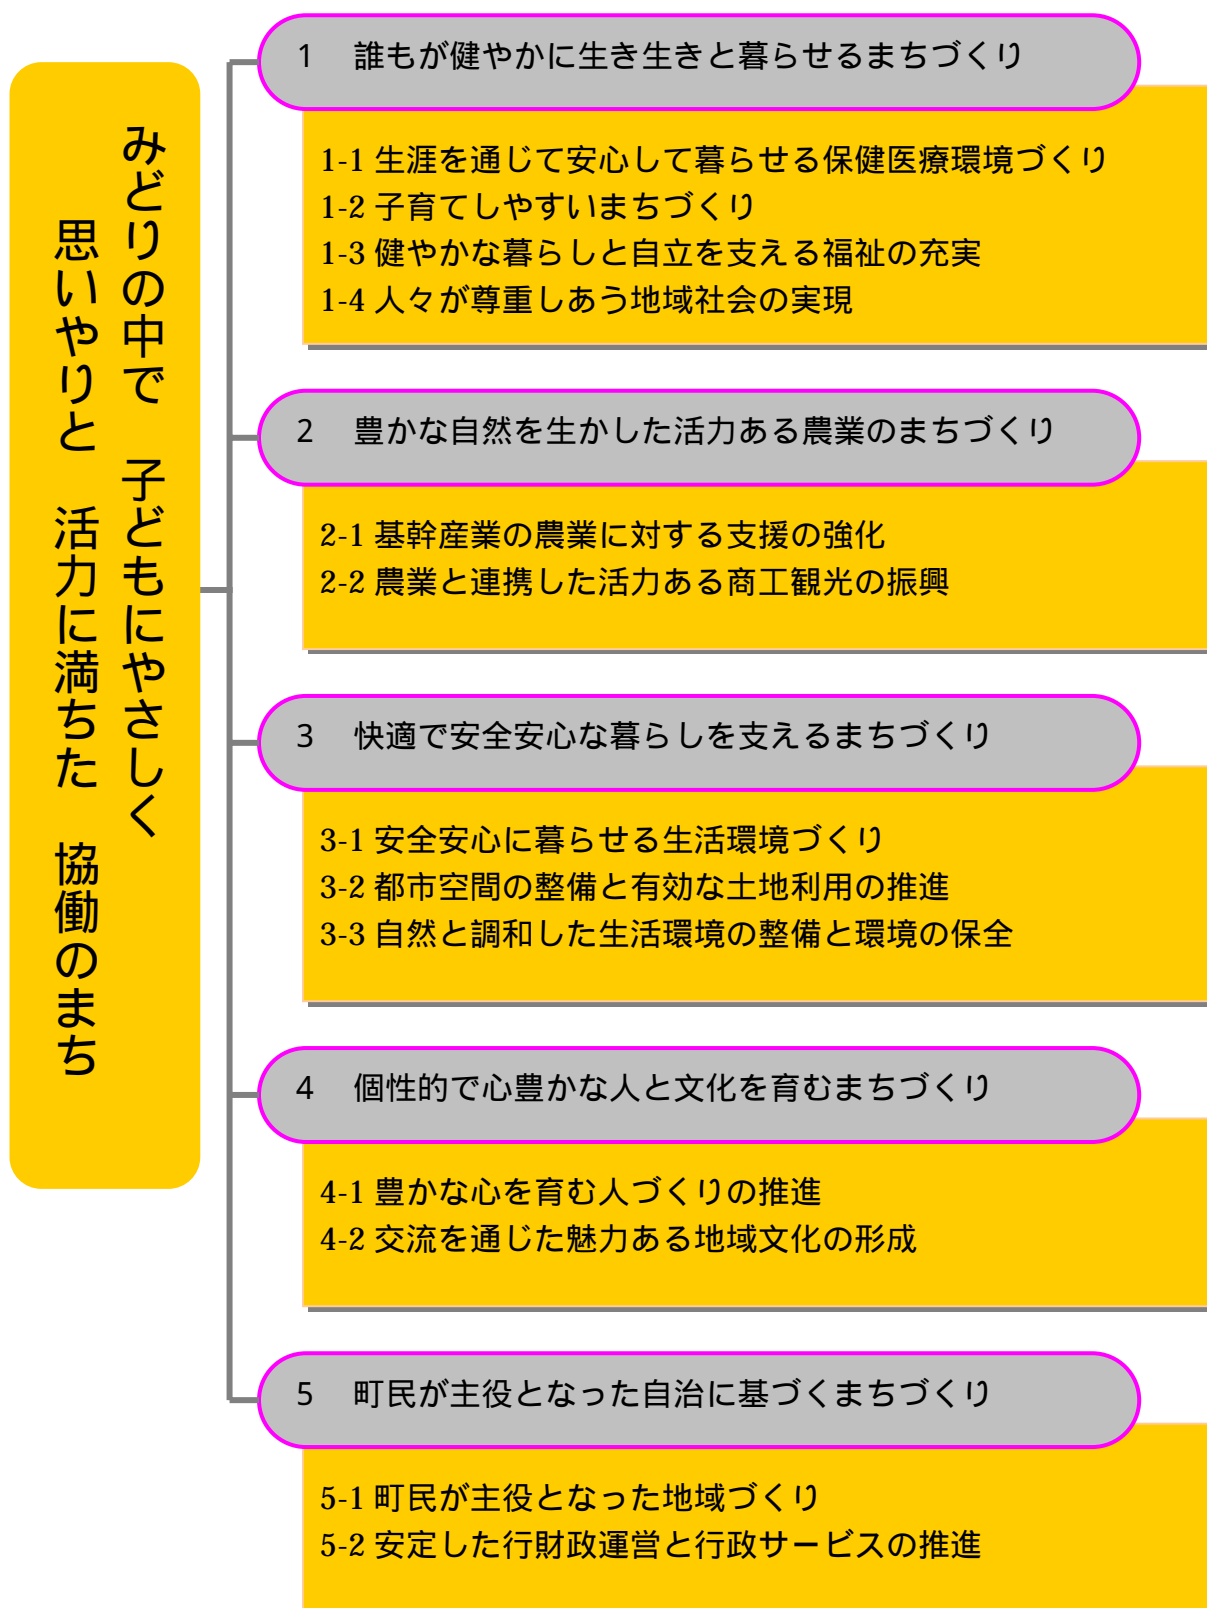 みどりの中で　子どもにやさしく
思いやりと　活力に満ちた　協働のまち
1　誰もが健やかに生き生きと暮らせるまちづくり
1-1 生涯を通じて安心して暮らせる保健医療環境づくり
1-2 子育てしやすいまちづくり
1-3 健やかな暮らしと自立を支える福祉の充実
1-4 人々が尊重しあう地域社会の実現
2　豊かな自然を生かした活力ある農業のまちづくり
2-1 基幹産業の農業に対する支援の強化
2-2 農業と連携した活力ある商工観光の振興
3　快適で安全安心な暮らしを支えるまちづくり
3-1 安全安心に暮らせる生活環境づくり
3-2 都市空間の整備と有効な土地利用の推進
3-3 自然と調和した生活環境の整備と環境の保全
4　個性的で心豊かな人と文化を育むまちづくり
4-1 豊かな心を育む人づくりの推進
4-2 交流を通じた魅力ある地域文化の形成
5　町民が主役となった自治に基づくまちづくり
5-1 町民が主役となった地域づくり
5-2 安定した行財政運営と行政サービスの推進